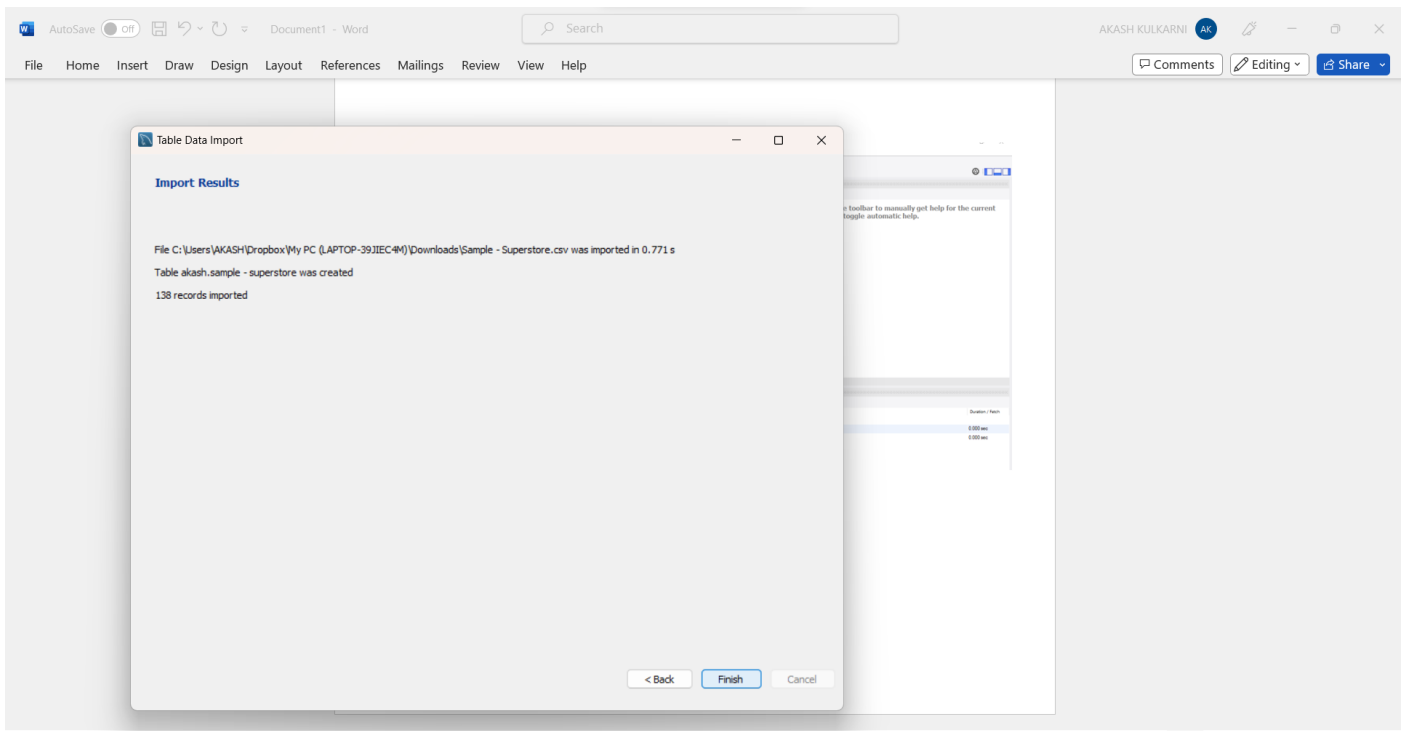 AutoSave Off Document1 - Word Search AKASH KULKARNI AK
File Home Insert Draw Design Layout References Mailings Review View Help Comments Editing Share
Table Data Import
Import Results
e toolbar to manually get help for the current
toggle automatic help.
File C:\Users\AKASH\Dropbox\My PC (LAPTOP-39JIEC4M)\Downloads\Sample - Superstore.csv was imported in 0.771 s
Table akash.sample - superstore was created
138 records imported
Duration / Fetch
0.000 sec
0.000 sec
< Back Finish Cancel